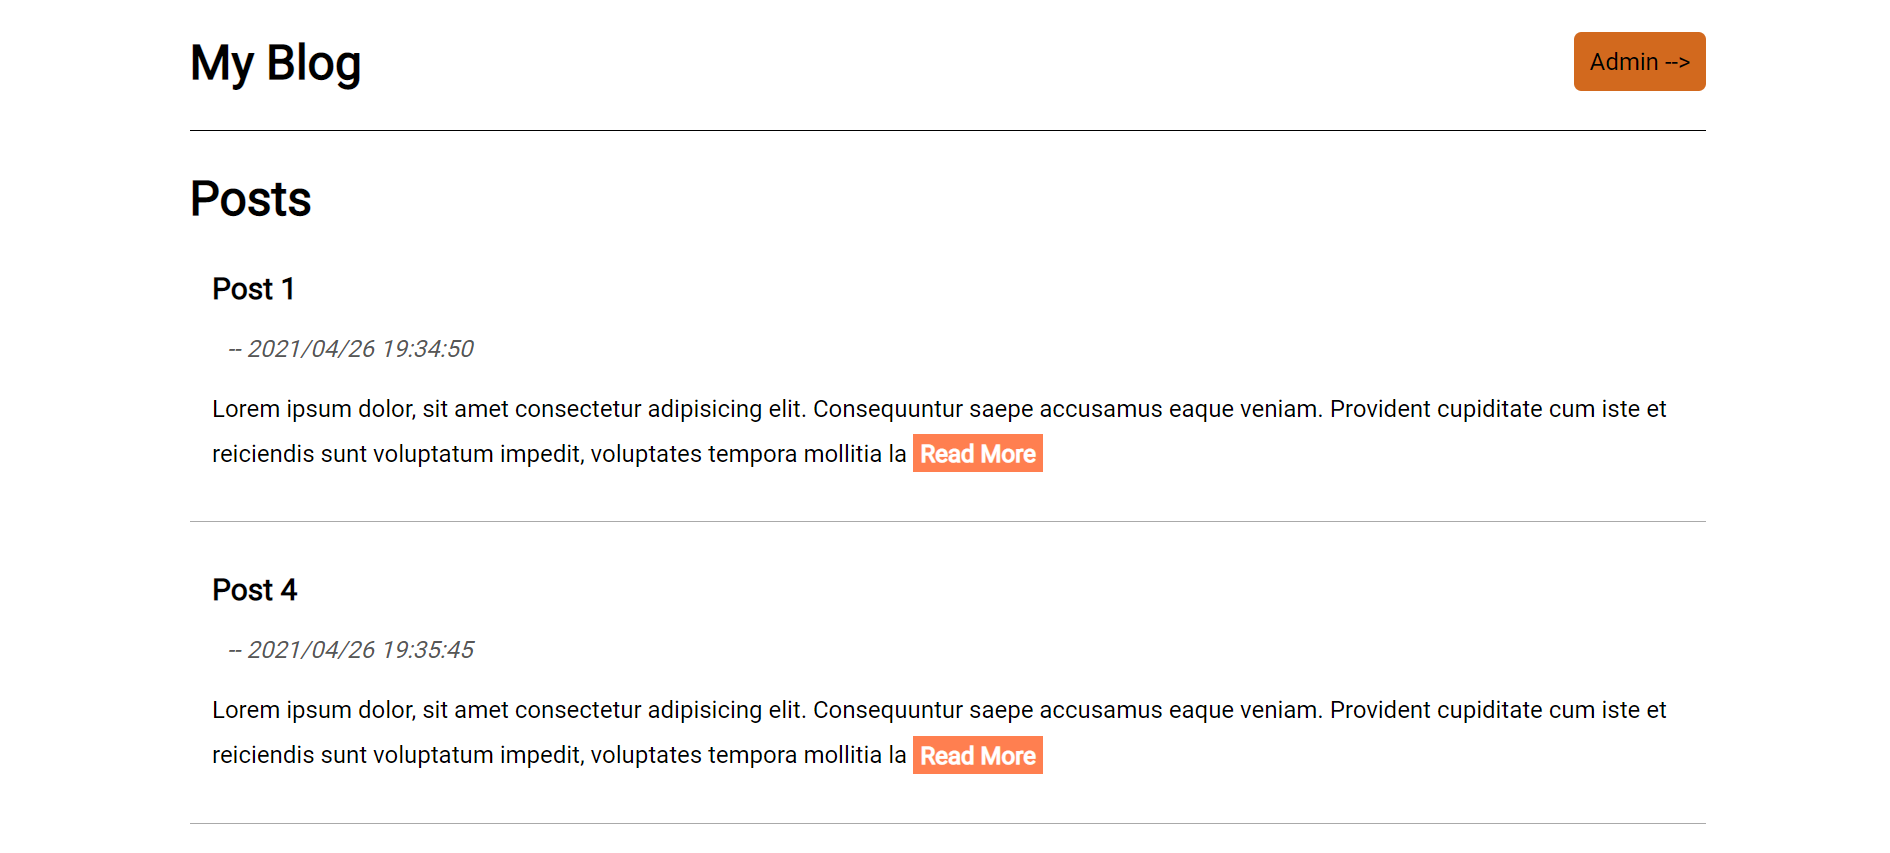 My Blog
Admin -->
Posts
Post 1
-- 2021/04/26 19:34:50
Lorem ipsum dolor, sit amet consectetur adipisicing elit. Consequuntur saepe accusamus eaque veniam. Provident cupiditate cum iste et
reiciendis sunt voluptatum impedit, voluptates tempora mollitia la Read More
Post 4
-- 2021/04/26 19:35:45
Lorem ipsum dolor, sit amet consectetur adipisicing elit. Consequuntur saepe accusamus eaque veniam. Provident cupiditate cum iste et
reiciendis sunt voluptatum impedit, voluptates tempora mollitia la Read More